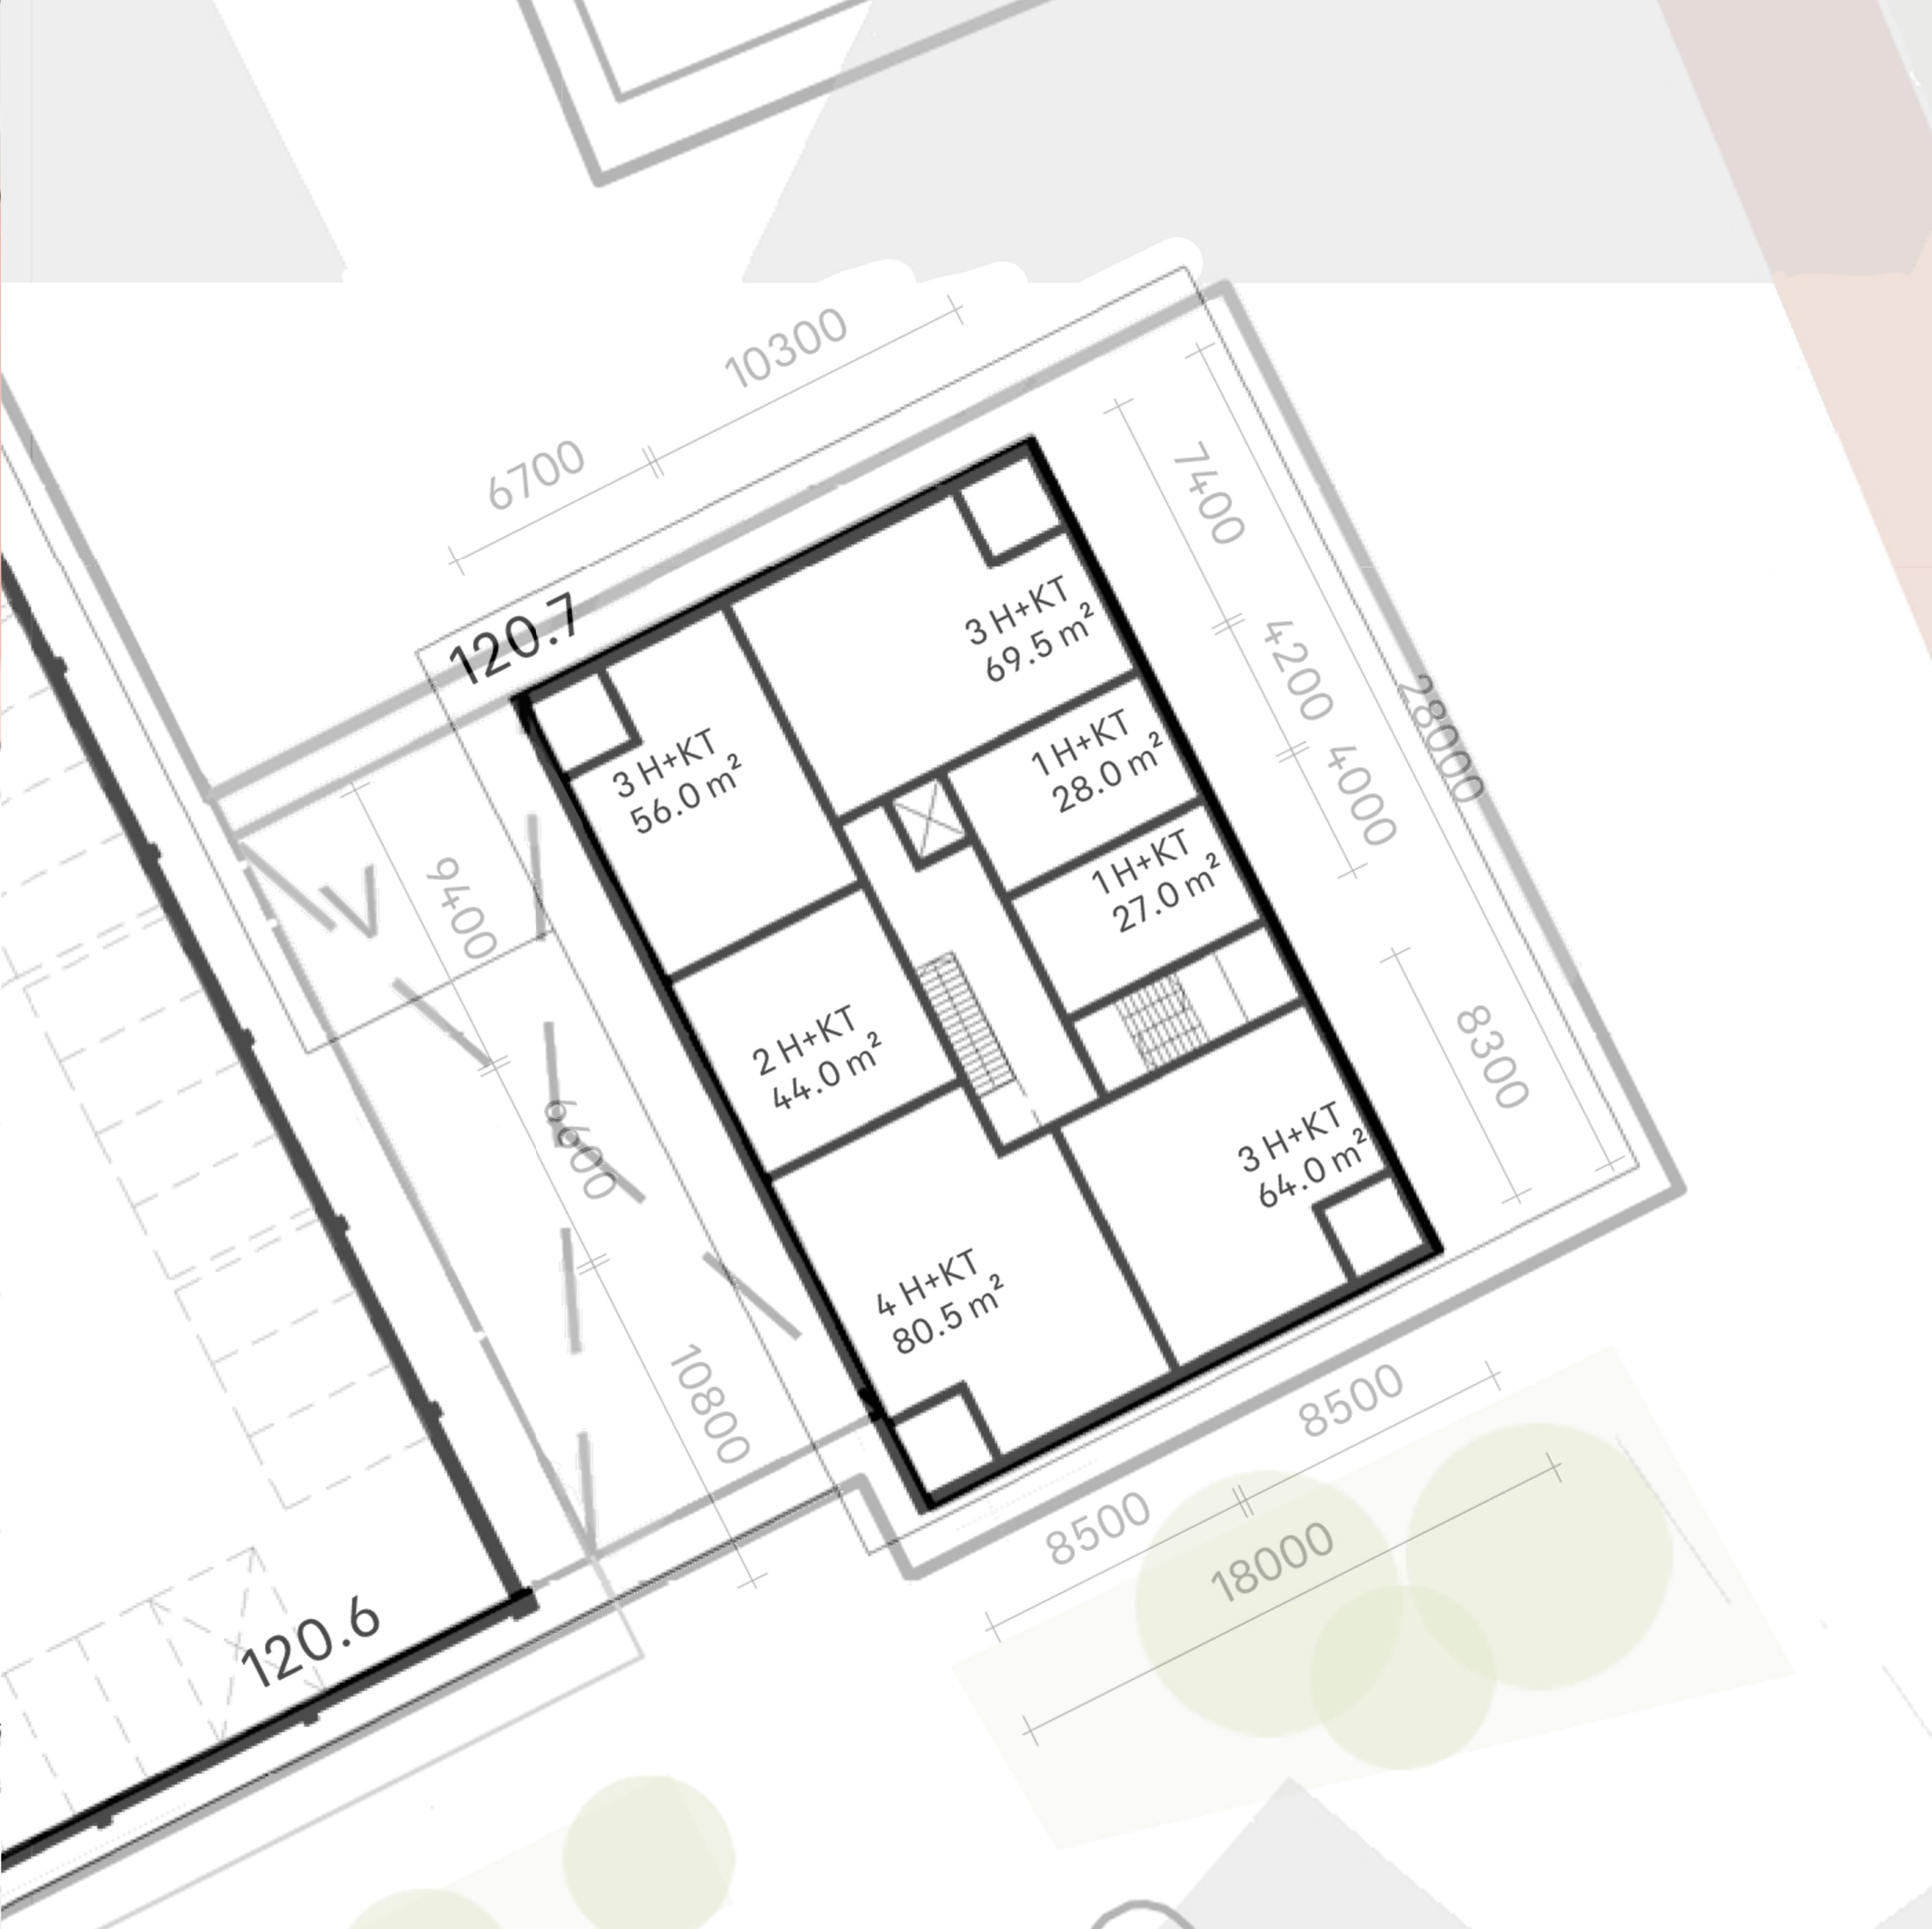 10300
6700
7400
120.7
3 H+KT
69.5 m²
4200
28000
3 H+KT
56.0 m²
1 H+KT
28.0 m²
4000
1 H+KT
27.0 m²
9400
2 H+KT
44.0 m²
8300
6600
3 H+KT
64.0 m²
4 H+KT
80.5 m²
10800
8500
8500
18000
120.6